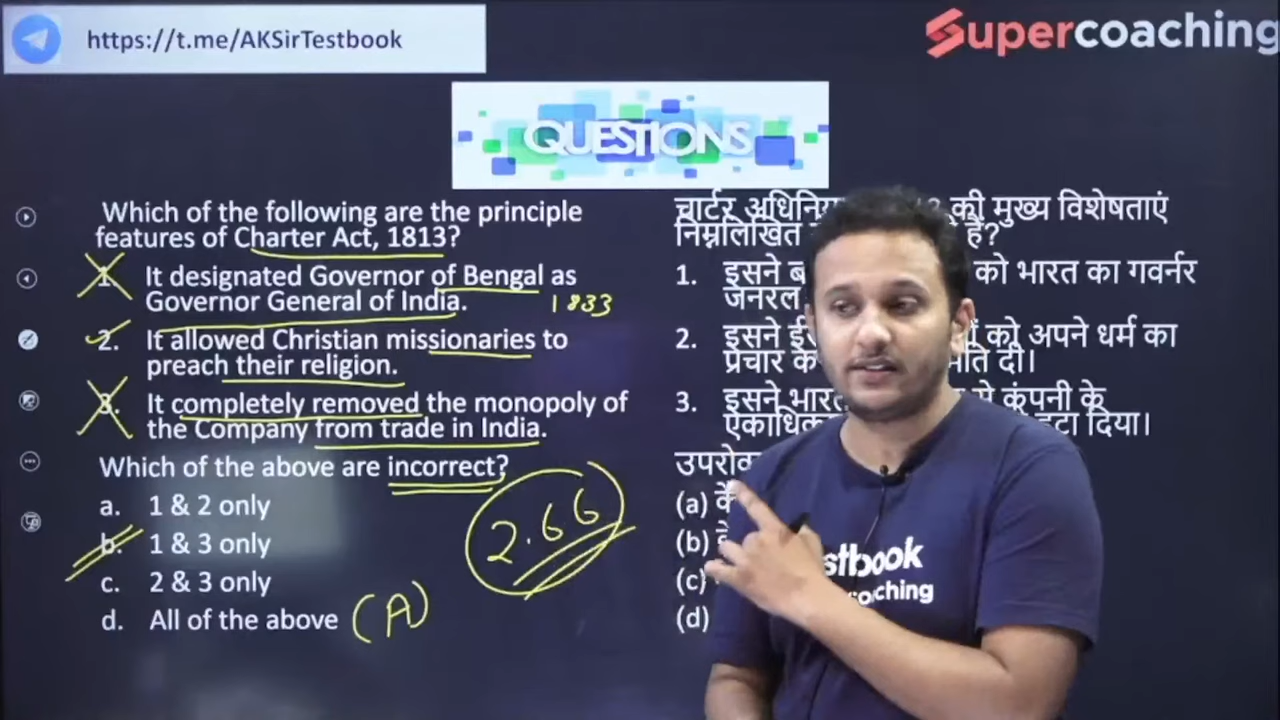 https://t.me/AKSirTestbook
Supercoaching
QUESTIONS
Which of the following are the principle
features of Charter Act, 1813?
1. It designated Governor of Bengal as
Governor General of India. 1833
2. It allowed Christian missionaries to
preach their religion.
3. It completely removed the monopoly of
the Company from trade in India.
Which of the above are incorrect?
a. 1 & 2 only
b. 1 & 3 only
c. 2 & 3 only
d. All of the above (A)
2.66
चार्टर की मुख्य विशेषताएं
निम्नलिखित है?
1. इसने को भारत का गवर्नर
जनरल
2. इसने को अपने धर्म का
प्रचार दी।
3. इसने से कंपनी के
हटा दिया।
(a)
(b)
(c)
(d)
stbook
coaching